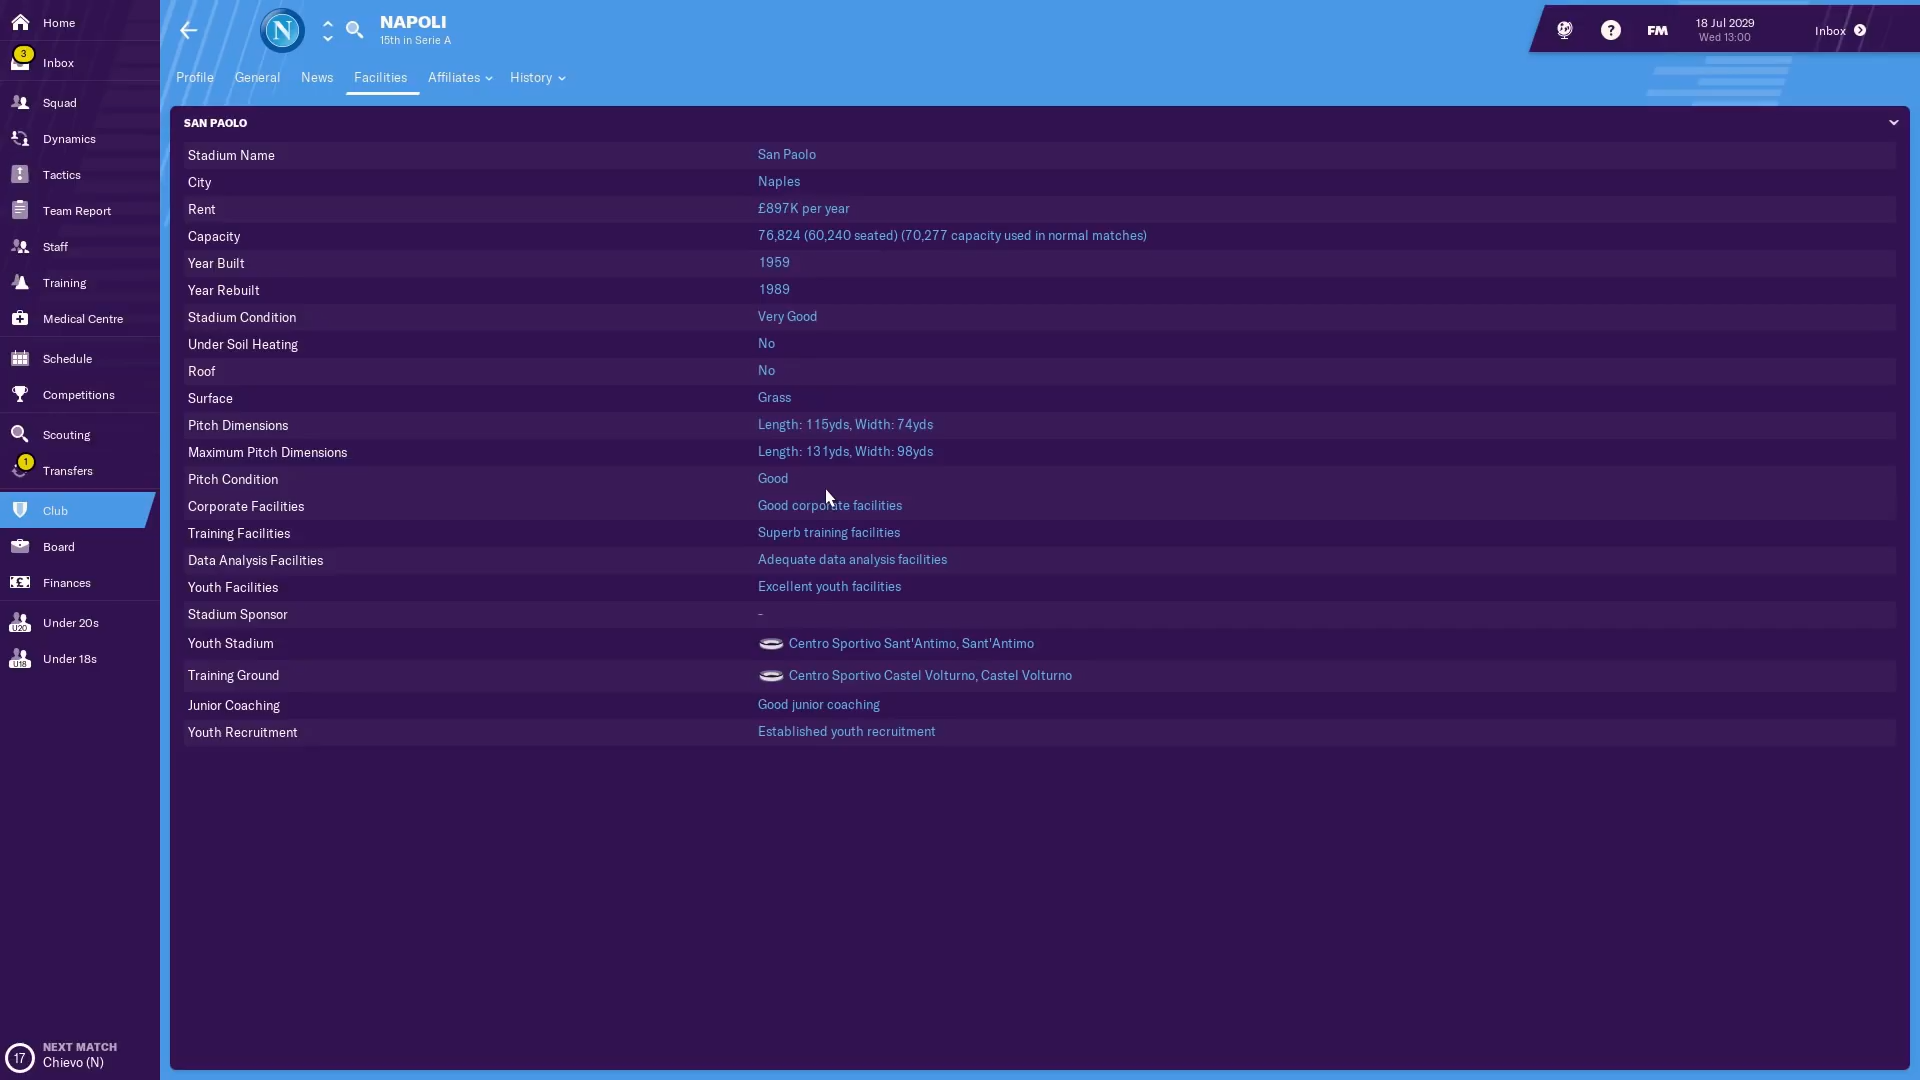 Home
3
Inbox
Squad
Dynamics
Tactics
Team Report
Staff
Training
Medical Centre
Schedule
Competitions
Scouting
1
Transfers
Club
Board
Finances
U20
Under 20s
U18
Under 18s
17
NEXT MATCH
Chievo (N)
N
NAPOLI
15th in Serie A
?
FM
18 Jul 2029
Wed 13:00
Inbox
Profile
General
News
Facilities
Affiliates
History
SAN PAOLO
Stadium Name San Paolo
City Naples
Rent £897K per year
Capacity 76,824 (60,240 seated) (70,277 capacity used in normal matches)
Year Built 1959
Year Rebuilt 1989
Stadium Condition Very Good
Under Soil Heating No
Roof No
Surface Grass
Pitch Dimensions Length: 115yds, Width: 74yds
Maximum Pitch Dimensions Length: 131yds, Width: 98yds
Pitch Condition Good
Corporate Facilities Good corporate facilities
Training Facilities Superb training facilities
Data Analysis Facilities Adequate data analysis facilities
Youth Facilities Excellent youth facilities
Stadium Sponsor -
Youth Stadium Centro Sportivo Sant'Antimo, Sant'Antimo
Training Ground Centro Sportivo Castel Volturno, Castel Volturno
Junior Coaching Good junior coaching
Youth Recruitment Established youth recruitment